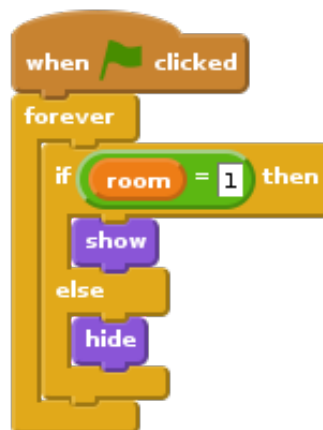 when clicked
forever
if room = 1 then
show
else
hide